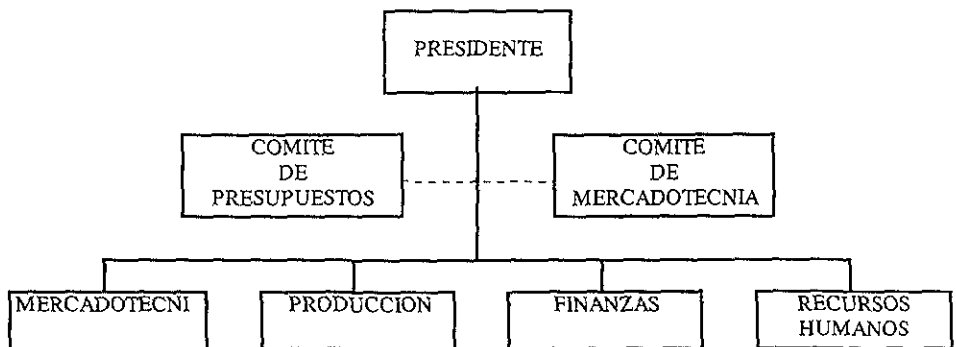 PRESIDENTE
COMITE
DE
PRESUPUESTOS
COMITE
DE
MERCADOTECNIA
MERCADOTECNI
PRODUCCION
FINANZAS
RECURSOS
HUMANOS